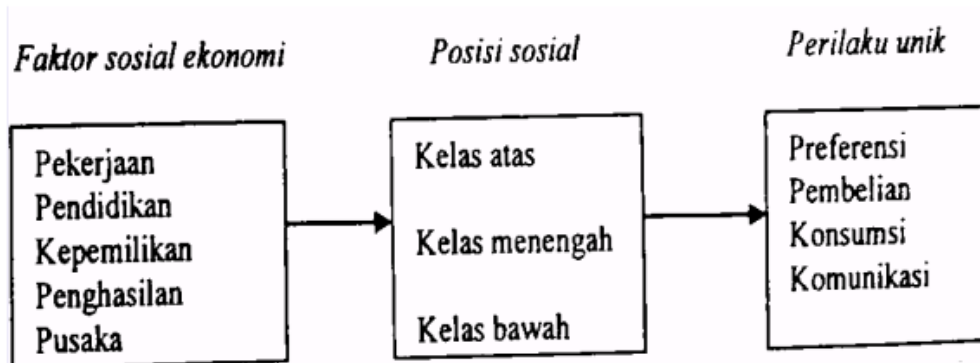 Faktor sosial ekonomi
Posisi sosial
Perilaku unik
Pekerjaan
Pendidikan
Kepemilikan
Penghasilan
Pusaka
Kelas atas
Kelas menengah
Kelas bawah
Preferensi
Pembelian
Konsumsi
Komunikasi